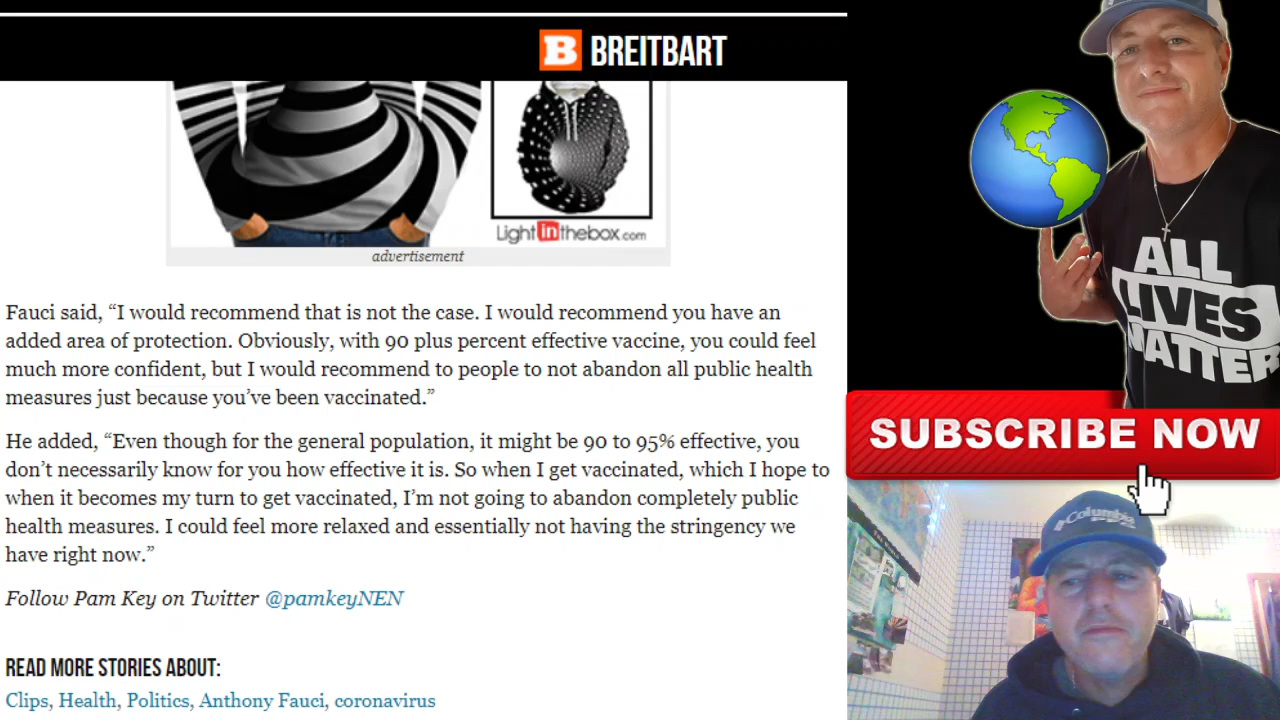 BREITBART
Light in the box.com
advertisement
Fauci said, “I would recommend that is not the case. I would recommend you have an
added area of protection. Obviously, with 90 plus percent effective vaccine, you could feel
much more confident, but I would recommend to people to not abandon all public health
measures just because you’ve been vaccinated.”
He added, “Even though for the general population, it might be 90 to 95% effective, you
don’t necessarily know for you how effective it is. So when I get vaccinated, which I hope to
when it becomes my turn to get vaccinated, I’m not going to abandon completely public
health measures. I could feel more relaxed and essentially not having the stringency we
have right now.”
Follow Pam Key on Twitter @pamkeyNEN
READ MORE STORIES ABOUT:
Clips, Health, Politics, Anthony Fauci, coronavirus
ALL
LIVES
MATTER
SUBSCRIBE NOW
Columbia